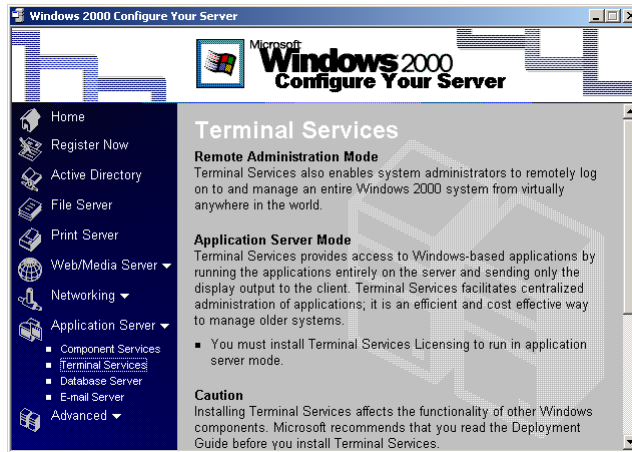 Windows 2000 Configure Your Server
Microsoft
Windows 2000
Configure Your Server
Home
Register Now
Active Directory
File Server
Print Server
Web/Media Server
Networking
Application Server
Component Services
Terminal Services
Database Server
E-mail Server
Advanced
Terminal Services
Remote Administration Mode
Terminal Services also enables system administrators to remotely log
on to and manage an entire Windows 2000 system from virtually
anywhere in the world.
Application Server Mode
Terminal Services provides access to Windows-based applications by
running the applications entirely on the server and sending only the
display output to the client. Terminal Services facilitates centralized
administration of applications; it is an efficient and cost effective way
to manage older systems.
You must install Terminal Services Licensing to run in application
server mode.
Caution
Installing Terminal Services affects the functionality of other Windows
components. Microsoft recommends that you read the Deployment
Guide before you install Terminal Services.